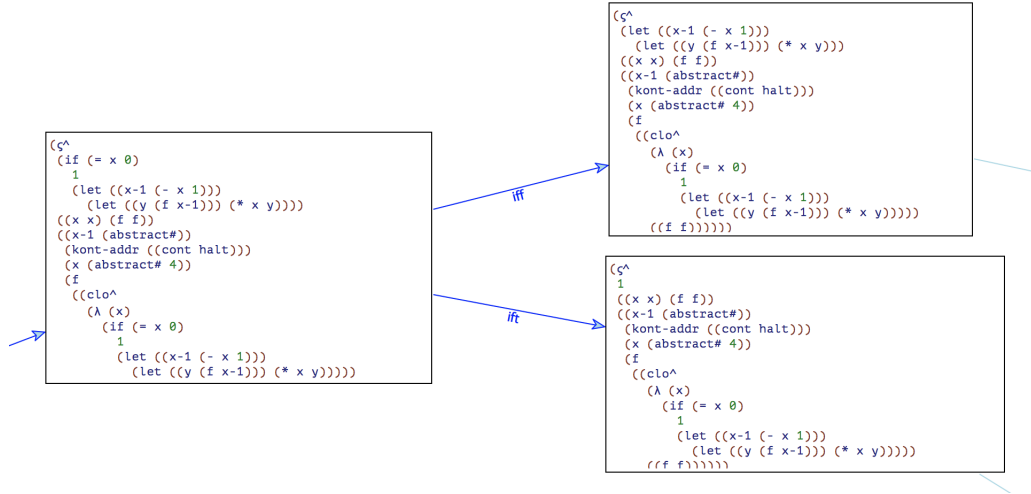 (ς^
(if (= x 0)
1
(let ((x-1 (- x 1)))
(let ((y (f x-1))) (* x y))))
((x x) (f f))
((x-1 (abstract#))
(kont-addr ((cont halt)))
(x (abstract# 4))
(f
((clo^
(λ (x)
(if (= x 0)
1
(let ((x-1 (- x 1)))
(let ((y (f x-1))) (* x y)))))
iff
ift
(ς^
(let ((x-1 (- x 1)))
(let ((y (f x-1))) (* x y)))
((x x) (f f))
((x-1 (abstract#))
(kont-addr ((cont halt)))
(x (abstract# 4))
(f
((clo^
(λ (x)
(if (= x 0)
1
(let ((x-1 (- x 1)))
(let ((y (f x-1))) (* x y)))))
((f f))))))
(ς^
1
((x x) (f f))
((x-1 (abstract#))
(kont-addr ((cont halt)))
(x (abstract# 4))
(f
((clo^
(λ (x)
(if (= x 0)
1
(let ((x-1 (- x 1)))
(let ((y (f x-1))) (* x y)))))
((f f))))))